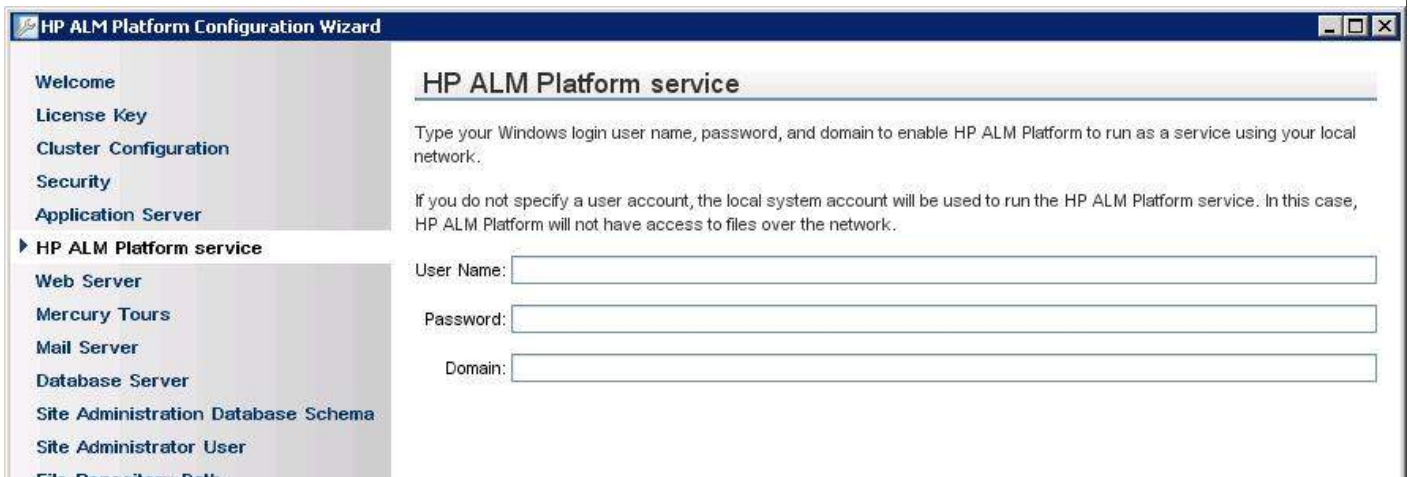 HP ALM Platform Configuration Wizard
Welcome
License Key
Cluster Configuration
Security
Application Server
HP ALM Platform service
Web Server
Mercury Tours
Mail Server
Database Server
Site Administration Database Schema
Site Administrator User
File Repository Path
HP ALM Platform service
Type your Windows login user name, password, and domain to enable HP ALM Platform to run as a service using your local
network.
If you do not specify a user account, the local system account will be used to run the HP ALM Platform service. In this case,
HP ALM Platform will not have access to files over the network.
User Name:
Password:
Domain: